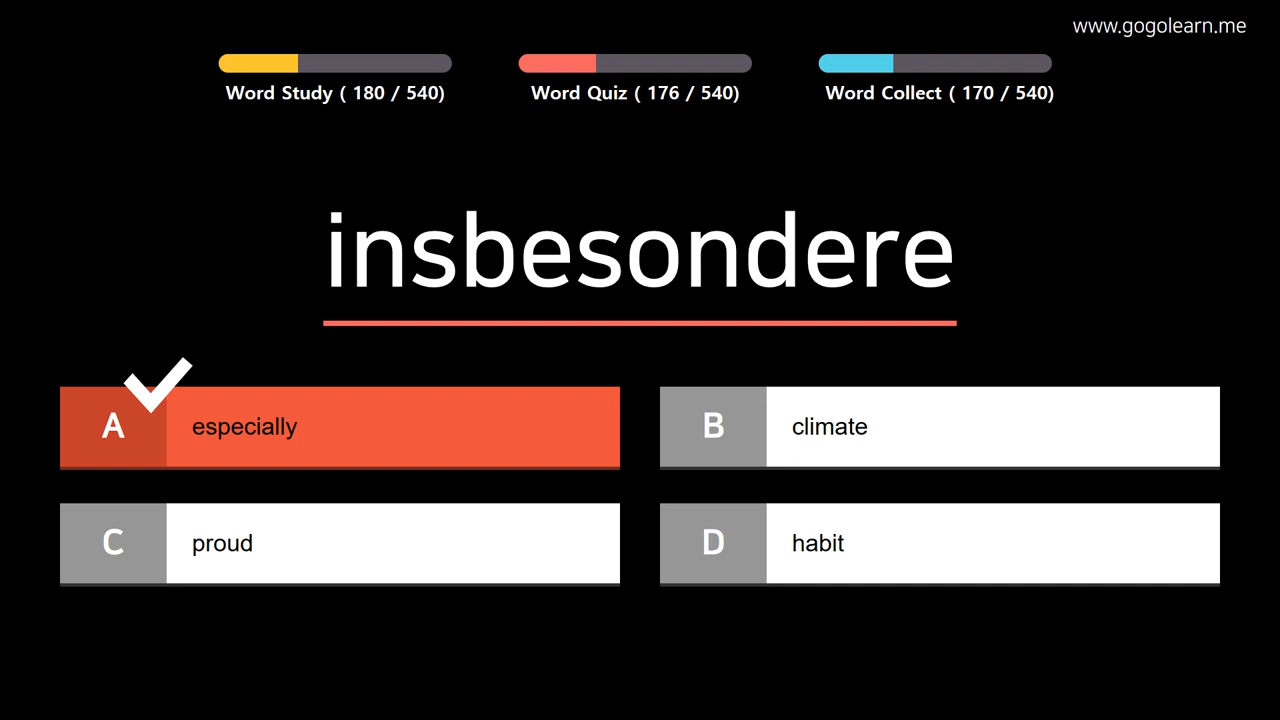 www.gogolearn.me
Word Study ( 180 / 540)
Word Quiz ( 176 / 540)
Word Collect ( 170 / 540)
insbesondere
A especially
B climate
C proud
D habit